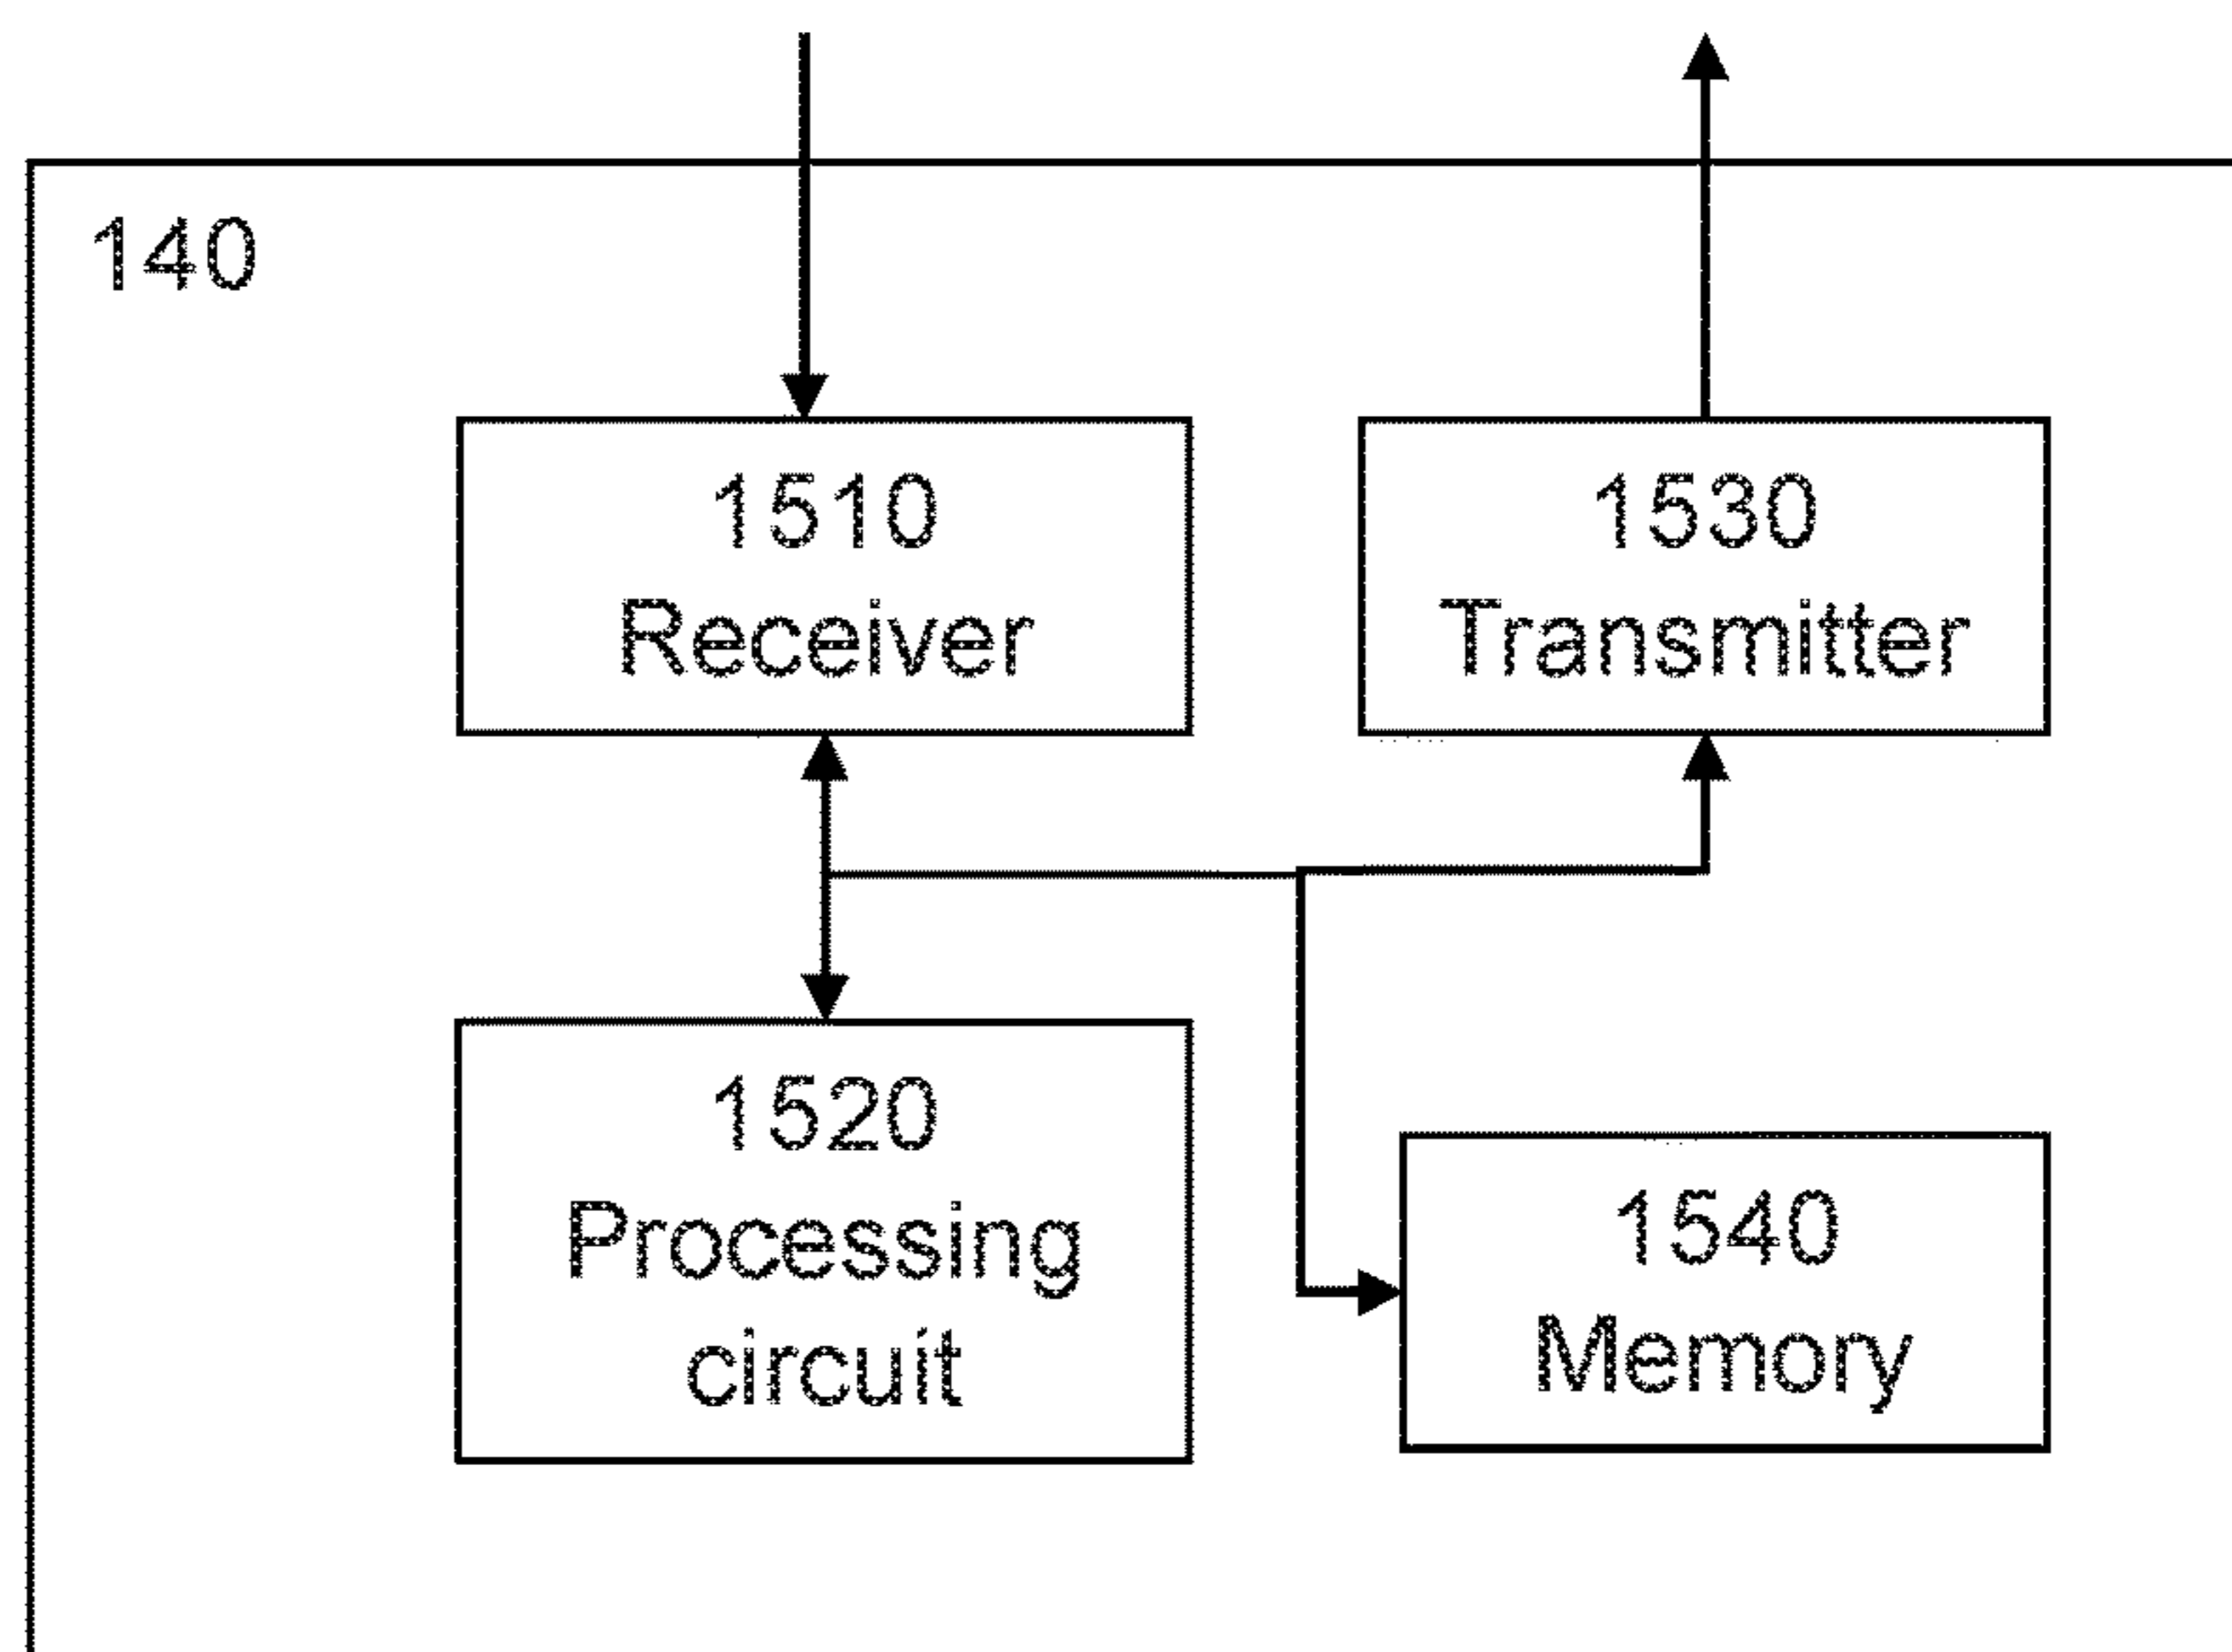 140
1510
Receiver
1530
Transmitter
1520
Processing
circuit
1540
Memory